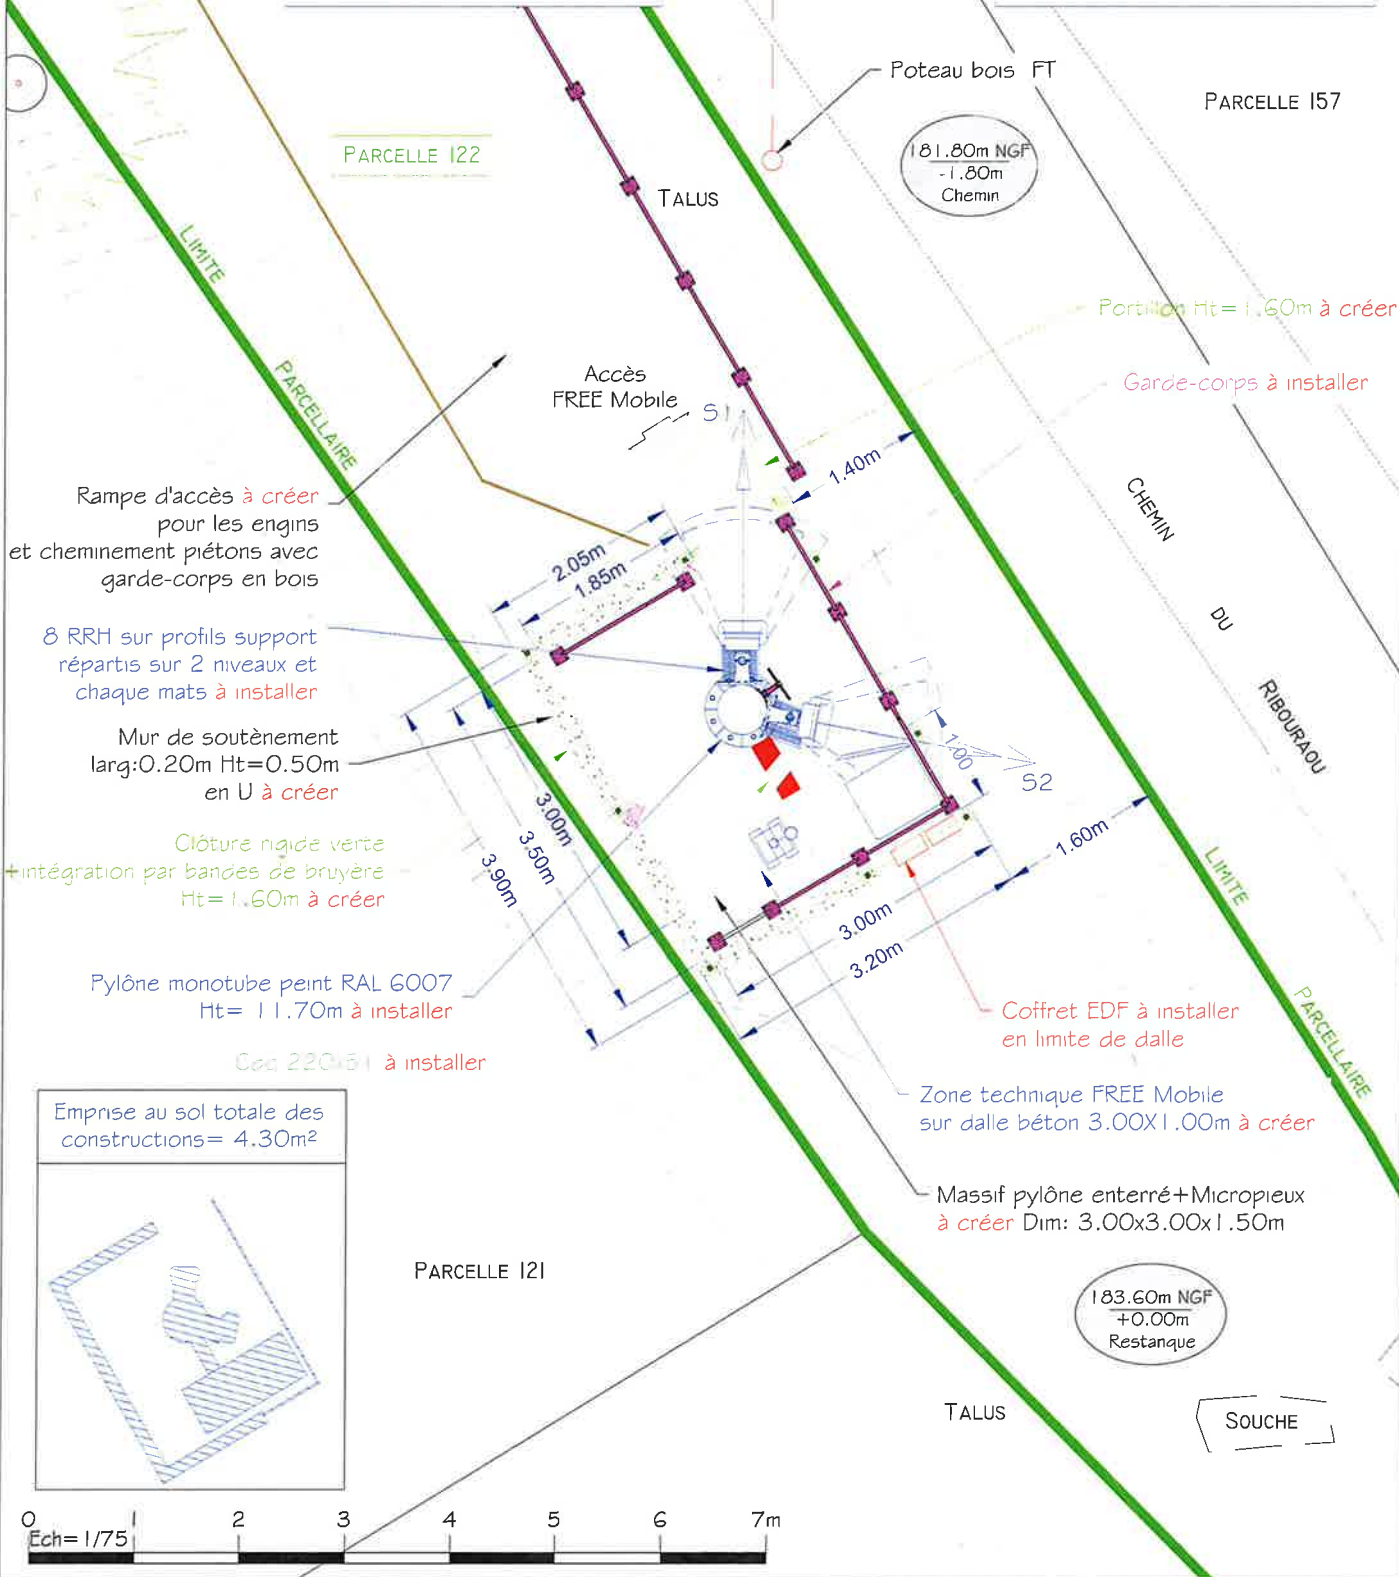 Poteau bois FT
PARCELLE 157
PARCELLE 122
181.80m NGF
-1.80m
Chemin
TALUS
LIMITE
PARCELLAIRE
Portillon Ht=1.60m à créer
Garde-corps à installer
Accès
FREE Mobile
S1
1.40m
CHEMIN
DU
RIBOURAOU
Rampe d'accès à créer
pour les engins
et cheminement piétons avec
garde-corps en bois
2.05m
1.85m
8 RRH sur profils support
répartis sur 2 niveaux et
chaque mats à installer
Mur de soutènement
larg:0.20m Ht=0.50m
en U à créer
1.00
S2
3.00m
3.50m
3.90m
Clôture rigide verte
+intégration par bandes de bruyère
Ht=1.60m à créer
1.60m
3.00m
3.20m
LIMITE
PARCELLAIRE
Pylône monotube peint RAL 6007
Ht= 11.70m à installer
Coffret EDF à installer
en limite de dalle
à installer
Zone technique FREE Mobile
sur dalle béton 3.00X1.00m à créer
Emprise au sol totale des
constructions= 4.30m²
Massif pylône enterré+Micropieux
à créer Dim: 3.00x3.00x1.50m
PARCELLE 121
183.60m NGF
+0.00m
Restanque
TALUS
SOUCHE
0 1 2 3 4 5 6 7m
Ech=1/75